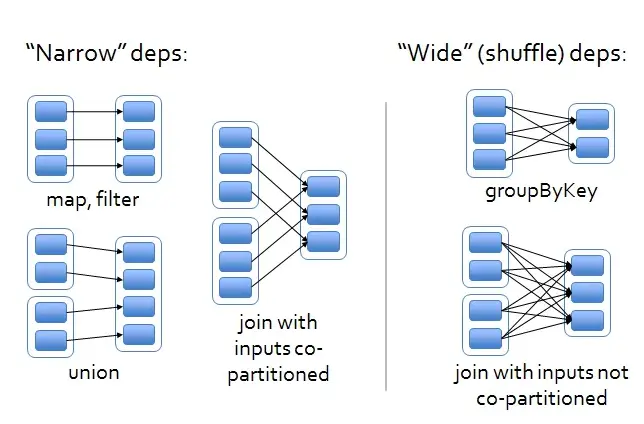 “Narrow” deps:
map, filter
union
join with
inputs co-
partitioned
“Wide” (shuffle) deps:
groupByKey
join with inputs not
co-partitioned